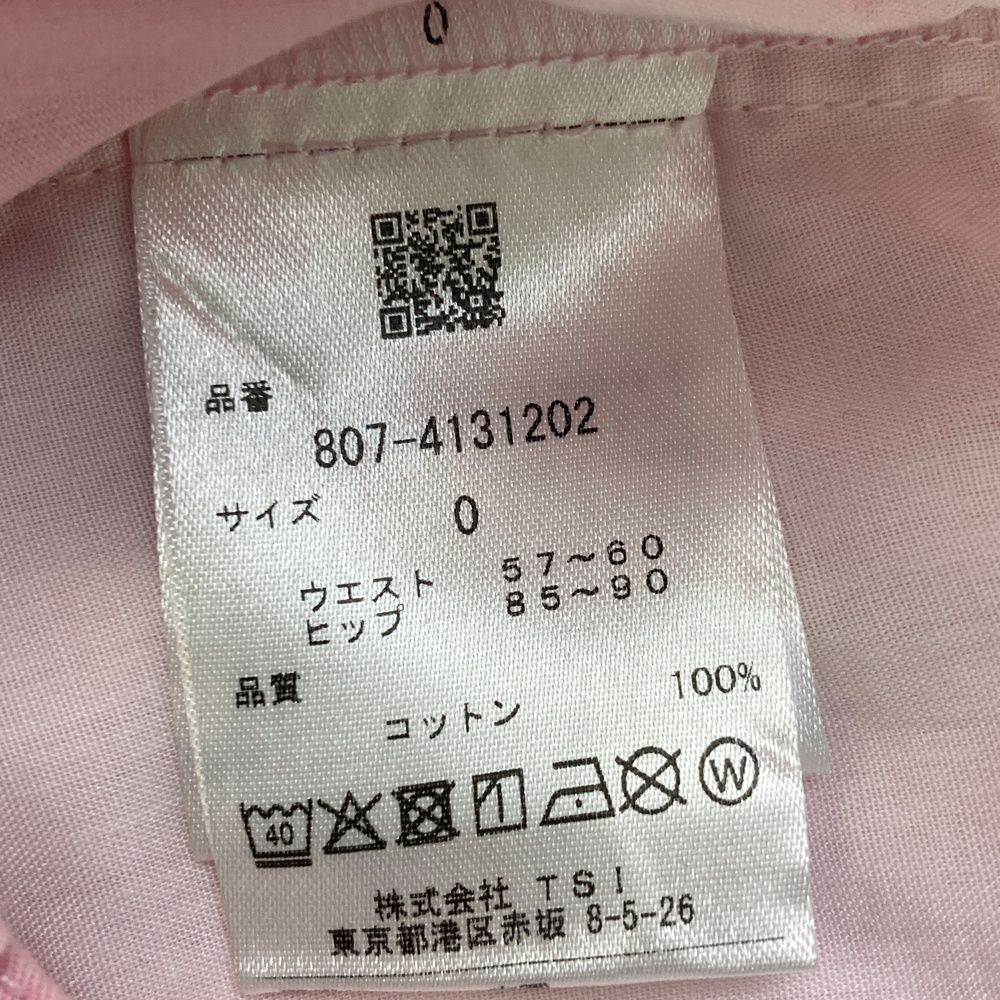 0
品番
807-4131202
サイズ 0
ウエスト 57～60
ヒップ 85～90
品質
コットン 100%
40 W
株式会社 TSI
東京都港区赤坂 8-5-26